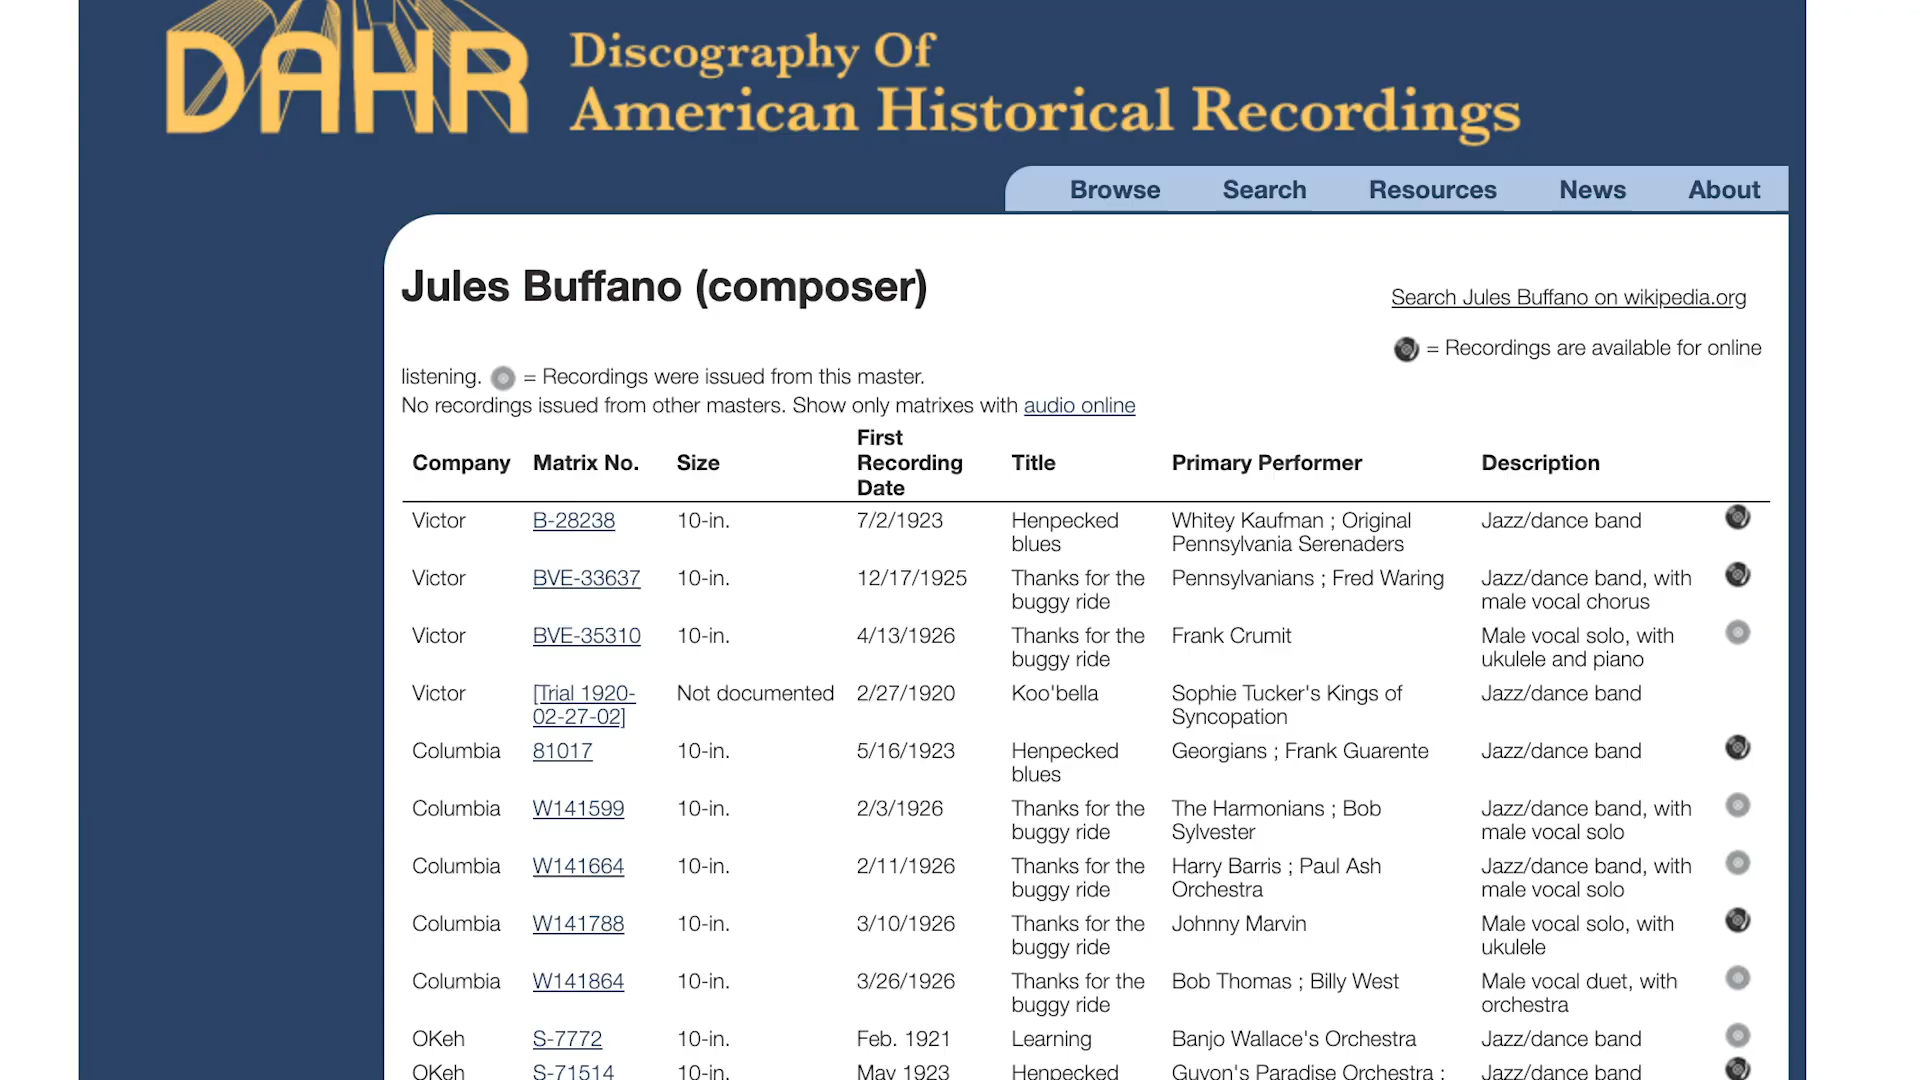 DAHR Discography Of
American Historical Recordings
Browse Search Resources News About
Jules Buffano (composer)
Search Jules Buffano on wikipedia.org
= Recordings are available for online
listening. = Recordings were issued from this master.
No recordings issued from other masters. Show only matrixes with audio online
Company Matrix No. Size First Recording Date Title Primary Performer Description
Victor B-28238 10-in. 7/2/1923 Henpecked blues Whitey Kaufman ; Original Pennsylvania Serenaders Jazz/dance band
Victor BVE-33637 10-in. 12/17/1925 Thanks for the buggy ride Pennsylvanians ; Fred Waring Jazz/dance band, with male vocal chorus
Victor BVE-35310 10-in. 4/13/1926 Thanks for the buggy ride Frank Crumit Male vocal solo, with ukulele and piano
Victor [Trial 1920-02-27-02] Not documented 2/27/1920 Koo'bella Sophie Tucker's Kings of Syncopation Jazz/dance band
Columbia 81017 10-in. 5/16/1923 Henpecked blues Georgians ; Frank Guarente Jazz/dance band
Columbia W141599 10-in. 2/3/1926 Thanks for the buggy ride The Harmonians ; Bob Sylvester Jazz/dance band, with male vocal solo
Columbia W141664 10-in. 2/11/1926 Thanks for the buggy ride Harry Barris ; Paul Ash Orchestra Jazz/dance band, with male vocal solo
Columbia W141788 10-in. 3/10/1926 Thanks for the buggy ride Johnny Marvin Male vocal solo, with ukulele
Columbia W141864 10-in. 3/26/1926 Thanks for the buggy ride Bob Thomas ; Billy West Male vocal duet, with orchestra
OKeh S-7772 10-in. Feb. 1921 Learning Banjo Wallace's Orchestra Jazz/dance band
OKeh S-71514 10-in. May 1923 Henpecked Guyon's Paradise Orchestra ; Jazz/dance band